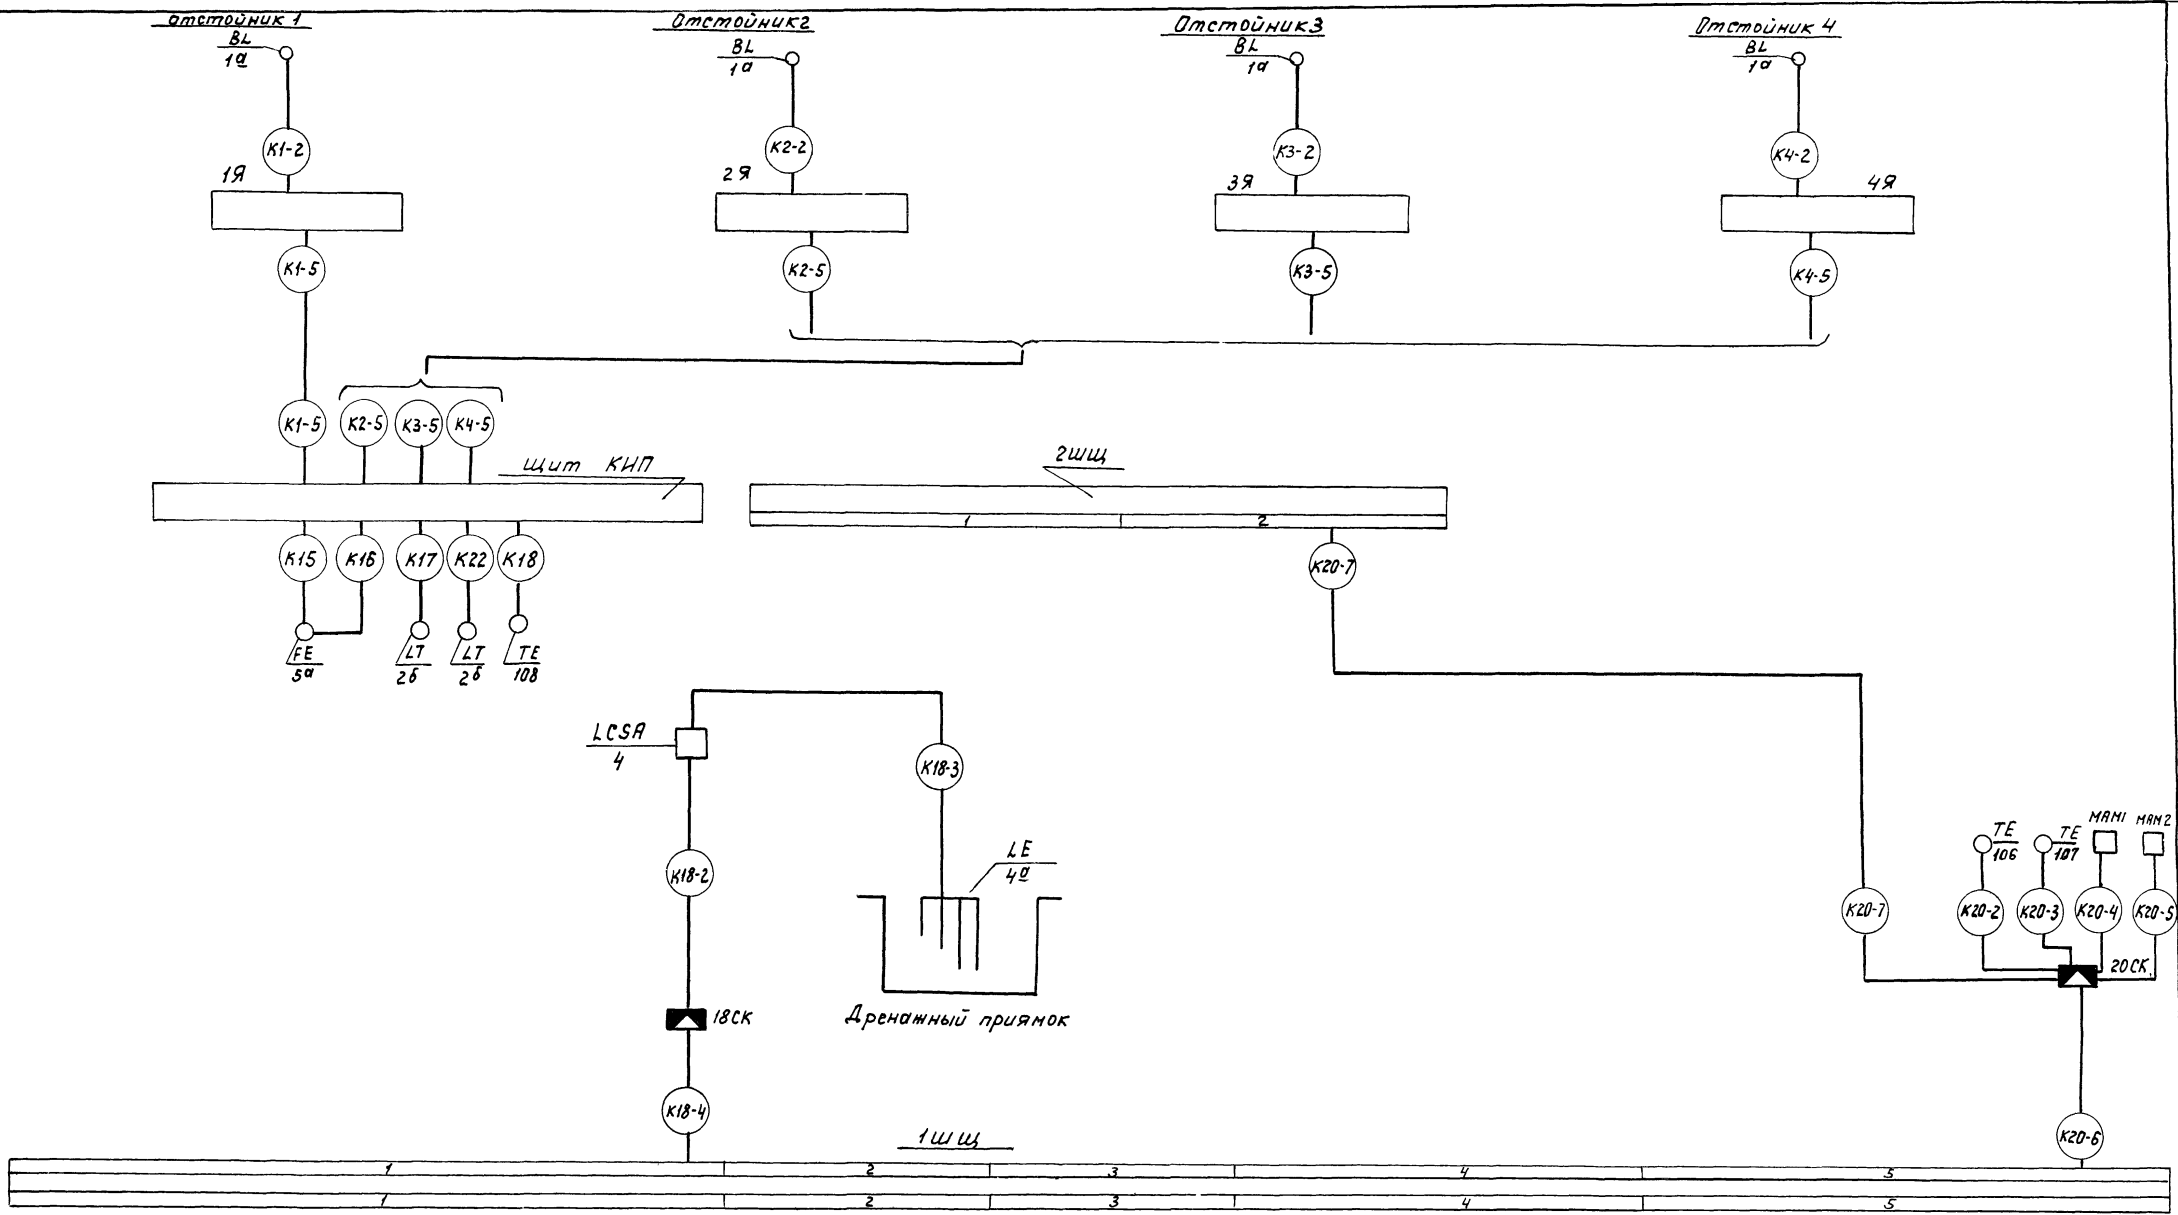 Отстойник 1
Отстойник 2
Отстойник 3
Отстойник 4
BL
1а
BL
1а
BL
1а
BL
1а
К1-2
К2-2
К3-2
К4-2
1Я
2Я
3Я
4Я
К1-5
К2-5
К3-5
К4-5
К1-5
К2-5
К3-5
К4-5
Щит КИП
2ШЩ
1
2
К15
К16
К17
К22
К18
К20-7
FE
5а
LT
2б
LT
2б
TE
108
LCSA
4
К18-3
К18-2
LE
4а
TE
106
TE
107
МАМ1
МАМ2
К20-7
К20-2
К20-3
К20-4
К20-5
20СК
18СК
Дренажный приямок
К18-4
1ШЩ
К20-6
1
2
3
4
5
1
2
3
4
5